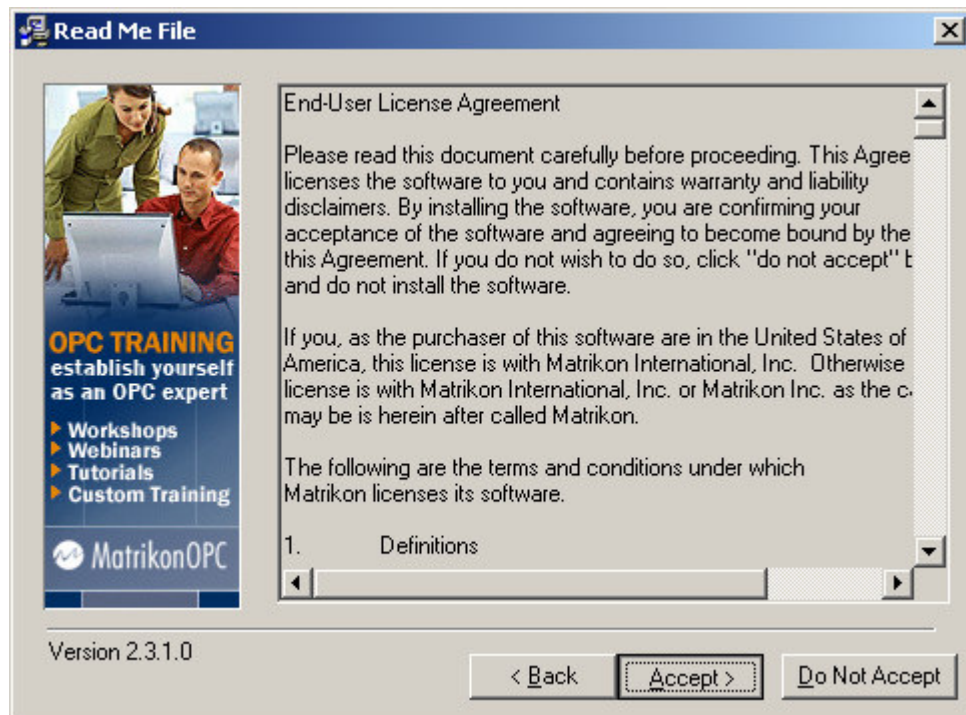 Read Me File
OPC TRAINING
establish yourself
as an OPC expert
Workshops
Webinars
Tutorials
Custom Training
MatrikonOPC
End-User License Agreement
Please read this document carefully before proceeding. This Agree
licenses the software to you and contains warranty and liability
disclaimers. By installing the software, you are confirming your
acceptance of the software and agreeing to become bound by the
this Agreement. If you do not wish to do so, click "do not accept"
and do not install the software.
If you, as the purchaser of this software are in the United States of
America, this license is with Matrikon International, Inc. Otherwise
license is with Matrikon International, Inc. or Matrikon Inc. as the
may be is herein after called Matrikon.
The following are the terms and conditions under which
Matrikon licenses its software.
1. Definitions
Version 2.3.1.0
< Back
Accept >
Do Not Accept